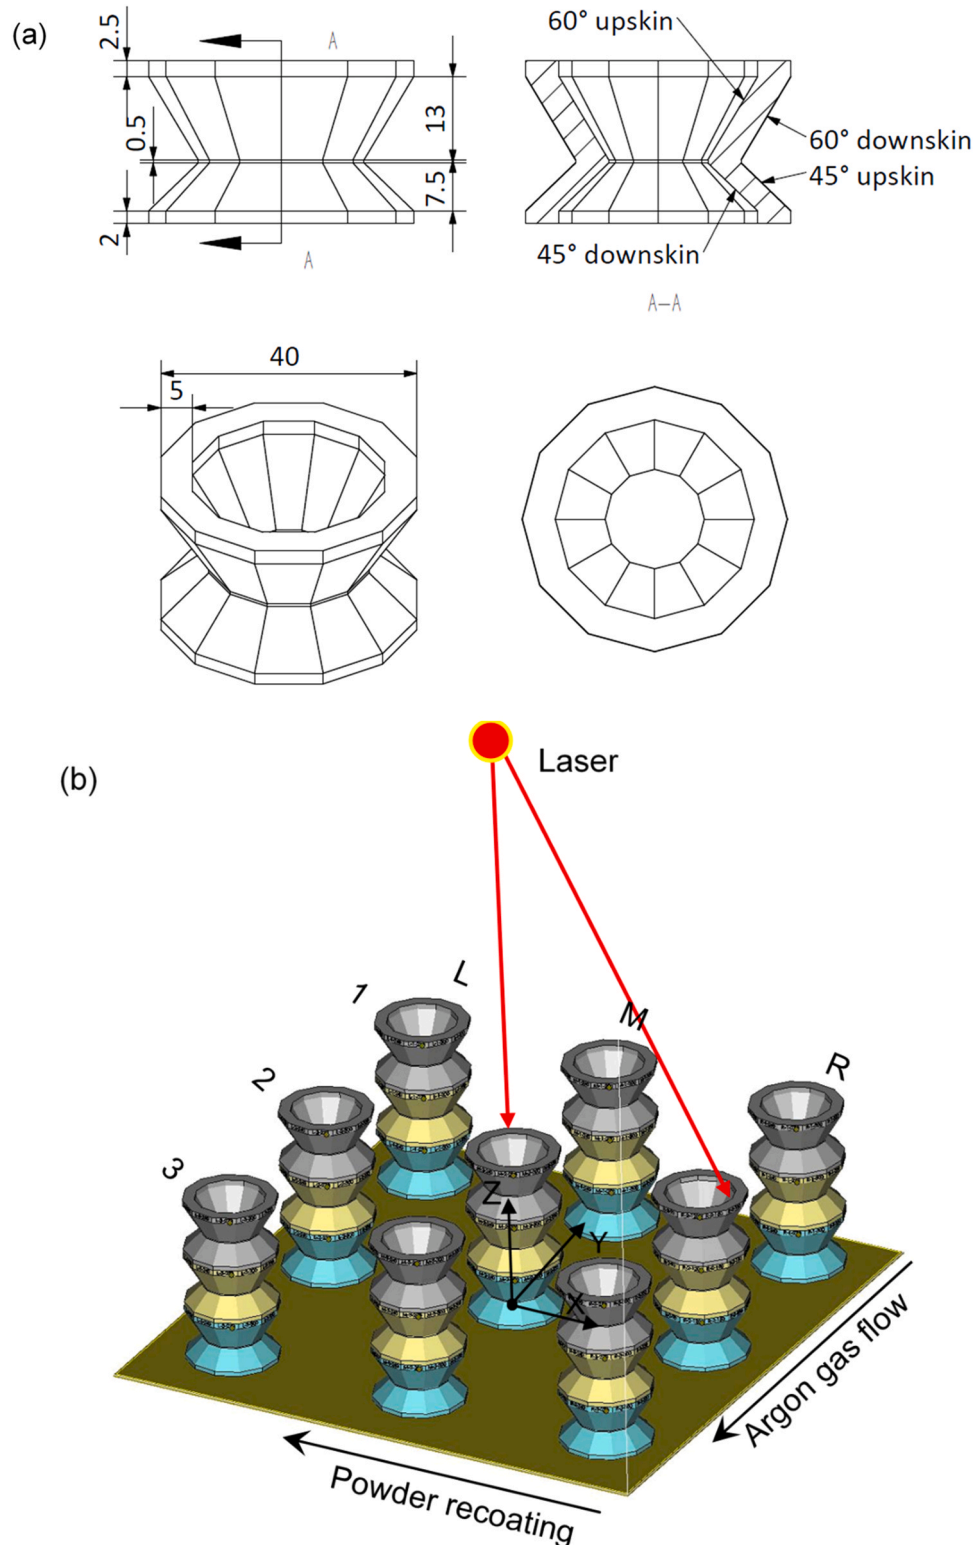 (a)
2.5
A
60° upskin
0.5
13
60° downskin
45° upskin
7.5
2
A
45° downskin
A-A
40
5
(b)
Laser
1
L
M
2
R
3
Z
Y
X
Argon gas flow
Powder recoating